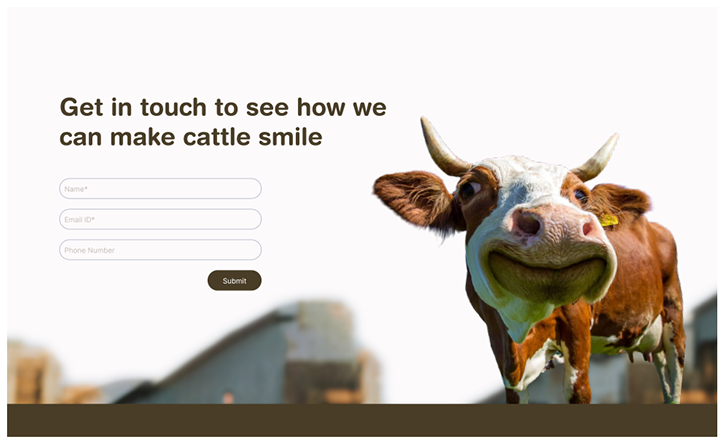 Get in touch to see how we
can make cattle smile
Name*
Email ID*
Phone Number
Submit